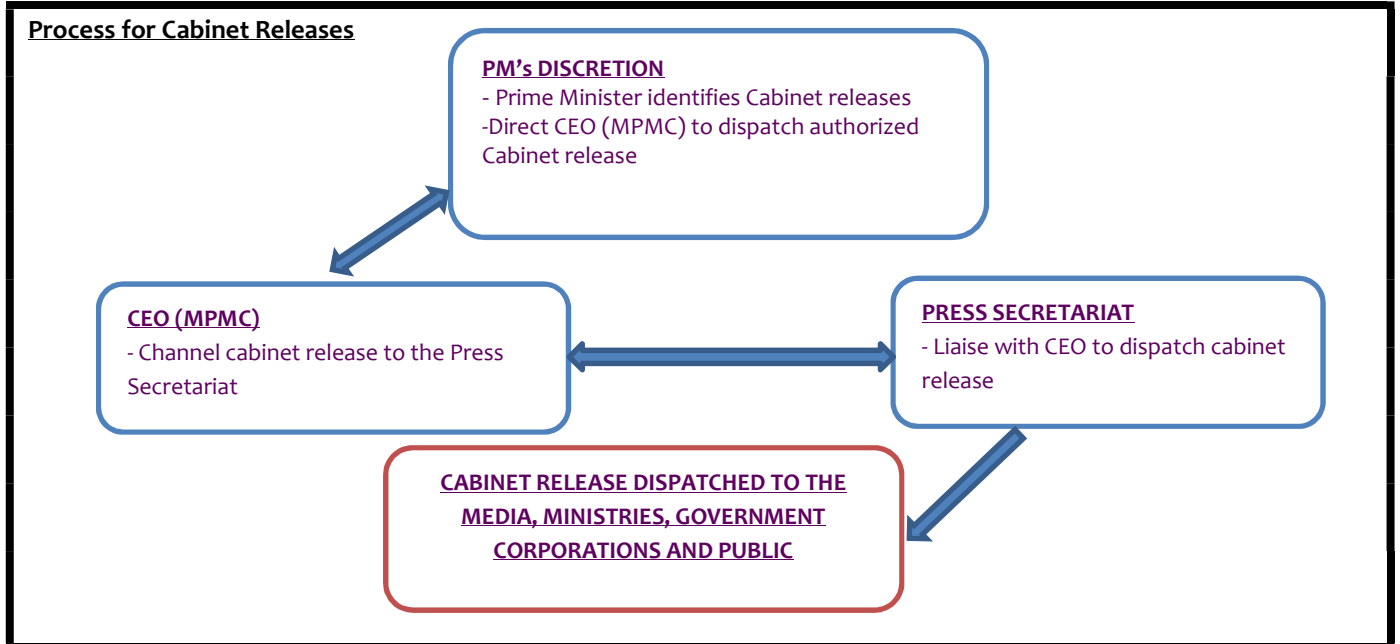 Process for Cabinet Releases
PM’s DISCRETION
- Prime Minister identifies Cabinet releases
-Direct CEO (MPMC) to dispatch authorized
Cabinet release
CEO (MPMC)
- Channel cabinet release to the Press
Secretariat
PRESS SECRETARIAT
- Liaise with CEO to dispatch cabinet
release
CABINET RELEASE DISPATCHED TO THE
MEDIA, MINISTRIES, GOVERNMENT
CORPORATIONS AND PUBLIC